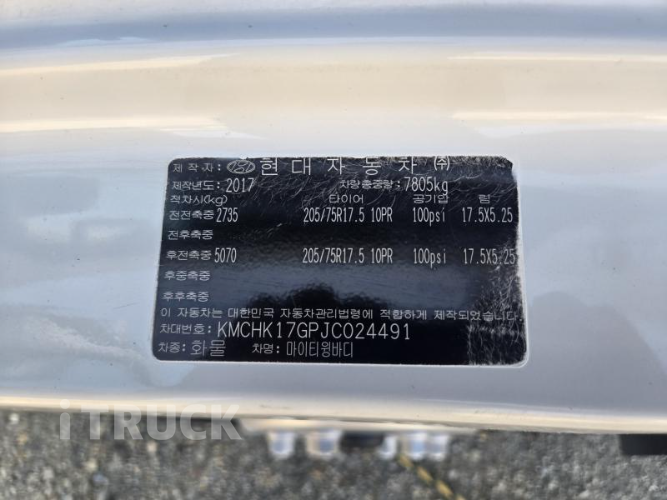 제 작 자: 현 대 자 동 차 ㈜
제작년도: 2017 차량총중량: 7805kg
적차시(kg) 타이어 공기압 림
전전축중 2735 205/75R17.5 10PR 100psi 17.5X5.25
전후축중
후전축중 5070 205/75R17.5 10PR 100psi 17.5X5.25
후중축중
후후축중
이 자동차는 대한민국 자동차관리법령에 적합하게 제작되었습니다
차대번호: KMCHK17GPJC024491
차종: 화 물 차명: 마이티윙바디
iTRUCK